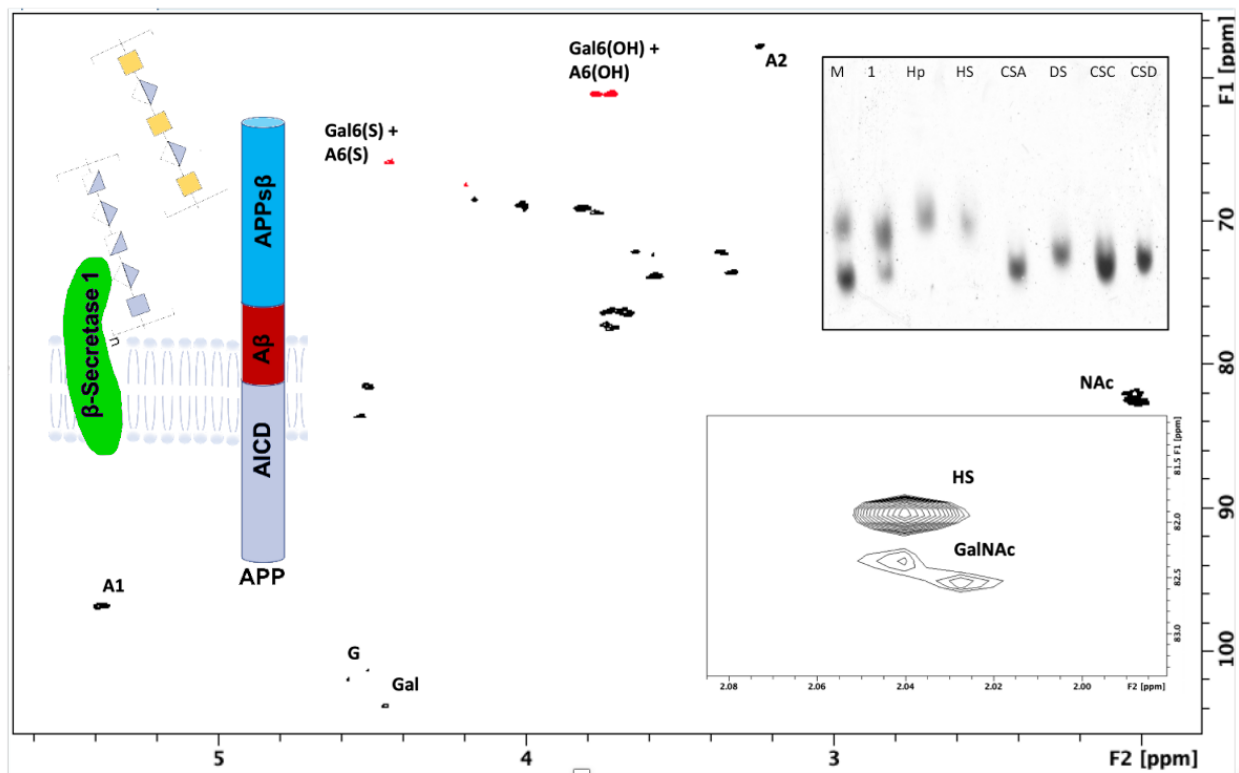 F1 [ppm]
Gal6(OH) +
A6(OH)
A2
Gal6(S) +
A6(S)
M 1 Hp HS CSA DS CSC CSD
APPsβ
β-Secretase 1
n
Aβ
AICD
APP
70
80
90
100
NAc
A1
G
Gal
HS
GalNAc
81.5 F1 [ppm]
82.0
82.5
83.0
2.08 2.06 2.04 2.02 2.00 F2 [ppm]
5 4 3 F2 [ppm]